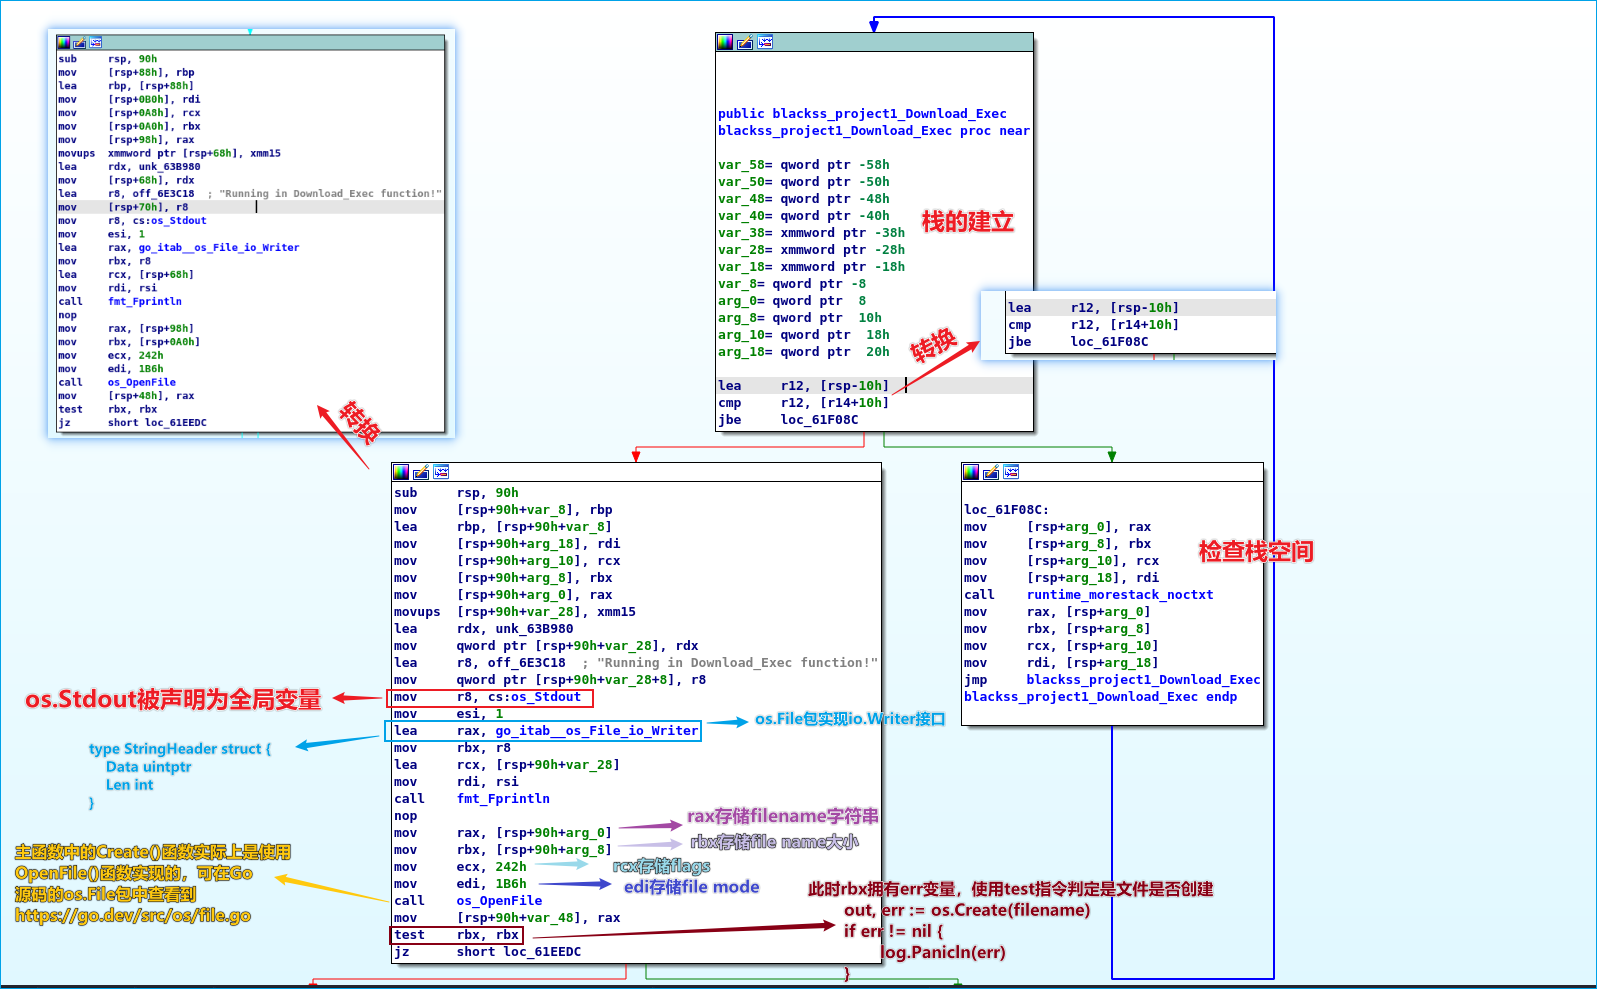 sub rsp, 90h
mov [rsp+88h], rbp
lea rbp, [rsp+88h]
mov [rsp+0B0h], rdi
mov [rsp+0A8h], rcx
mov [rsp+0A0h], rbx
mov [rsp+98h], rax
movups xmmword ptr [rsp+68h], xmm15
lea rdx, unk_63B980
mov [rsp+68h], rdx
lea r8, off_6E3C18 ; "Running in Download_Exec function!"
mov [rsp+70h], r8
mov r8, cs:os_Stdout
mov esi, 1
lea rax, go_itab__os_File_io_Writer
mov rbx, r8
lea rcx, [rsp+68h]
mov rdi, rsi
call fmt_Fprintln
nop
mov rax, [rsp+98h]
mov rbx, [rsp+0A0h]
mov ecx, 242h
mov edi, 1B6h
call os_OpenFile
mov [rsp+48h], rax
test rbx, rbx
jz short loc_61EEDC
转换
public blackss_project1_Download_Exec
blackss_project1_Download_Exec proc near
var_58= qword ptr -58h
var_50= qword ptr -50h
var_48= qword ptr -48h
var_40= qword ptr -40h
var_38= xmmword ptr -38h
var_28= xmmword ptr -28h
var_18= xmmword ptr -18h
var_8= qword ptr -8
arg_0= qword ptr 8
arg_8= qword ptr 10h
arg_10= qword ptr 18h
arg_18= qword ptr 20h
lea r12, [rsp-10h]
cmp r12, [r14+10h]
jbe loc_61F08C
栈的建立
转换
lea r12, [rsp-10h]
cmp r12, [r14+10h]
jbe loc_61F08C
sub rsp, 90h
mov [rsp+90h+var_8], rbp
lea rbp, [rsp+90h+var_8]
mov [rsp+90h+arg_18], rdi
mov [rsp+90h+arg_10], rcx
mov [rsp+90h+arg_8], rbx
mov [rsp+90h+arg_0], rax
movups [rsp+90h+var_28], xmm15
lea rdx, unk_63B980
mov qword ptr [rsp+90h+var_28], rdx
lea r8, off_6E3C18 ; "Running in Download_Exec function!"
mov qword ptr [rsp+90h+var_28+8], r8
mov r8, cs:os_Stdout
mov esi, 1
lea rax, go_itab__os_File_io_Writer
mov rbx, r8
lea rcx, [rsp+90h+var_28]
mov rdi, rsi
call fmt_Fprintln
nop
mov rax, [rsp+90h+arg_0]
mov rbx, [rsp+90h+arg_8]
mov ecx, 242h
mov edi, 1B6h
call os_OpenFile
mov [rsp+90h+var_48], rax
test rbx, rbx
jz short loc_61EEDC
loc_61F08C:
mov [rsp+arg_0], rax
mov [rsp+arg_8], rbx
mov [rsp+arg_10], rcx
mov [rsp+arg_18], rdi
call runtime_morestack_noctxt
mov rax, [rsp+arg_0]
mov rbx, [rsp+arg_8]
mov rcx, [rsp+arg_10]
mov rdi, [rsp+arg_18]
jmp blackss_project1_Download_Exec
blackss_project1_Download_Exec endp
检查栈空间
os.Stdout被声明为全局变量
os.File包实现io.Writer接口
type StringHeader struct {
Data uintptr
Len int
}
rax存储filename字符串
rbx存储file name大小
rcx存储flags
edi存储file mode
主函数中的Create()函数实际上是使用
OpenFile()函数实现的，可在Go
源码的os.File包中查看到
https://go.dev/src/os/file.go
此时rbx拥有err变量，使用test指令判定是文件是否创建
out, err := os.Create(filename)
if err != nil {
log.Panicln(err)
}